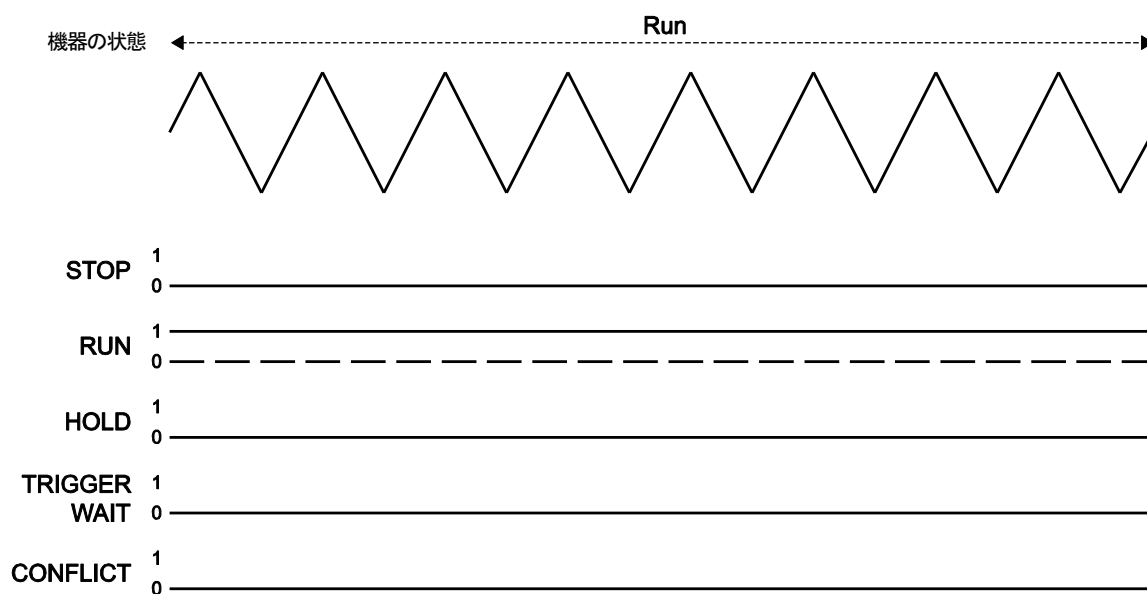 Run
機器の状態
1
STOP
0
1
RUN
0
1
HOLD
0
TRIGGER 1
WAIT 0
1
CONFLICT
0